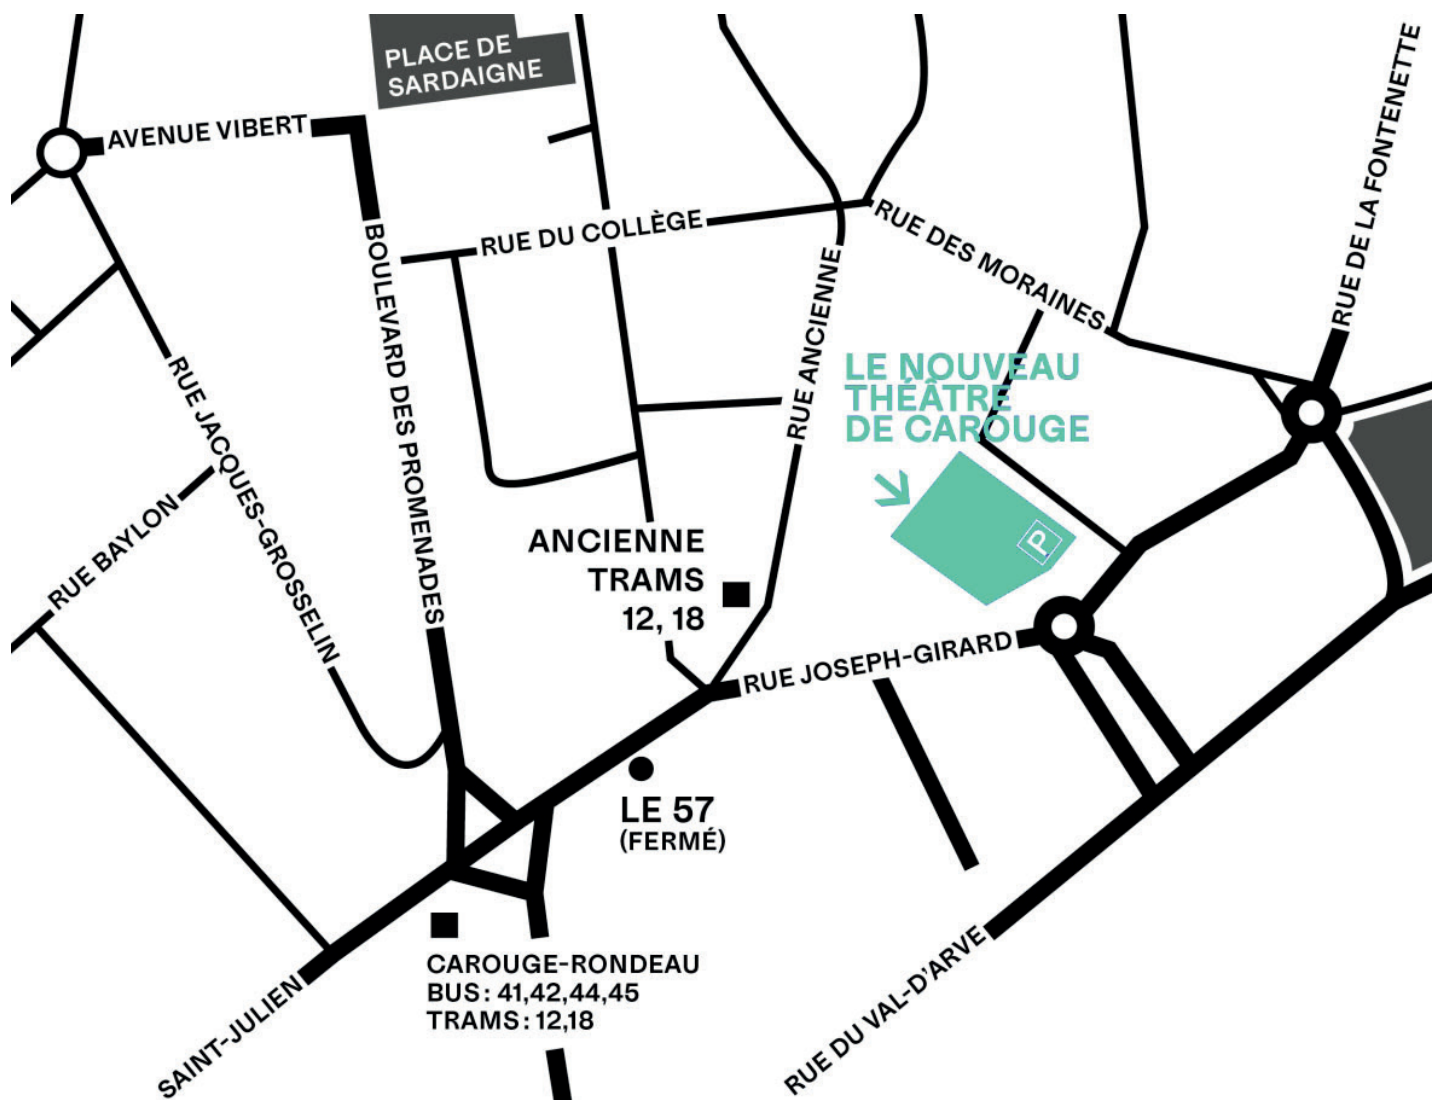 PLACE DE
SARDAIGNE
AVENUE VIBERT
RUE DE LA FONTENETTE
RUE DU COLLÈGE
RUE DES MORAINES
BOULEVARD DES PROMENADES
RUE ANCIENNE
RUE JACQUES-GROSSELIN
LE NOUVEAU
THÉÂTRE
DE CAROUGE
P
RUE BAYLON
ANCIENNE
TRAMS
12, 18
RUE JOSEPH-GIRARD
LE 57
(FERMÉ)
CAROUGE-RONDEAU
BUS : 41,42,44,45
TRAMS : 12,18
SAINT-JULIEN
RUE DU VAL-D'ARVE